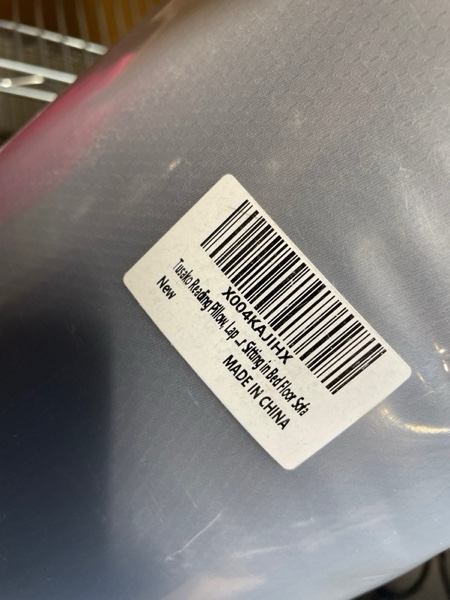 X004KAJIHX
Tusako Reading Pillow, Lap...r Sitting in Bed Floor Sofa
New
MADE IN CHINA